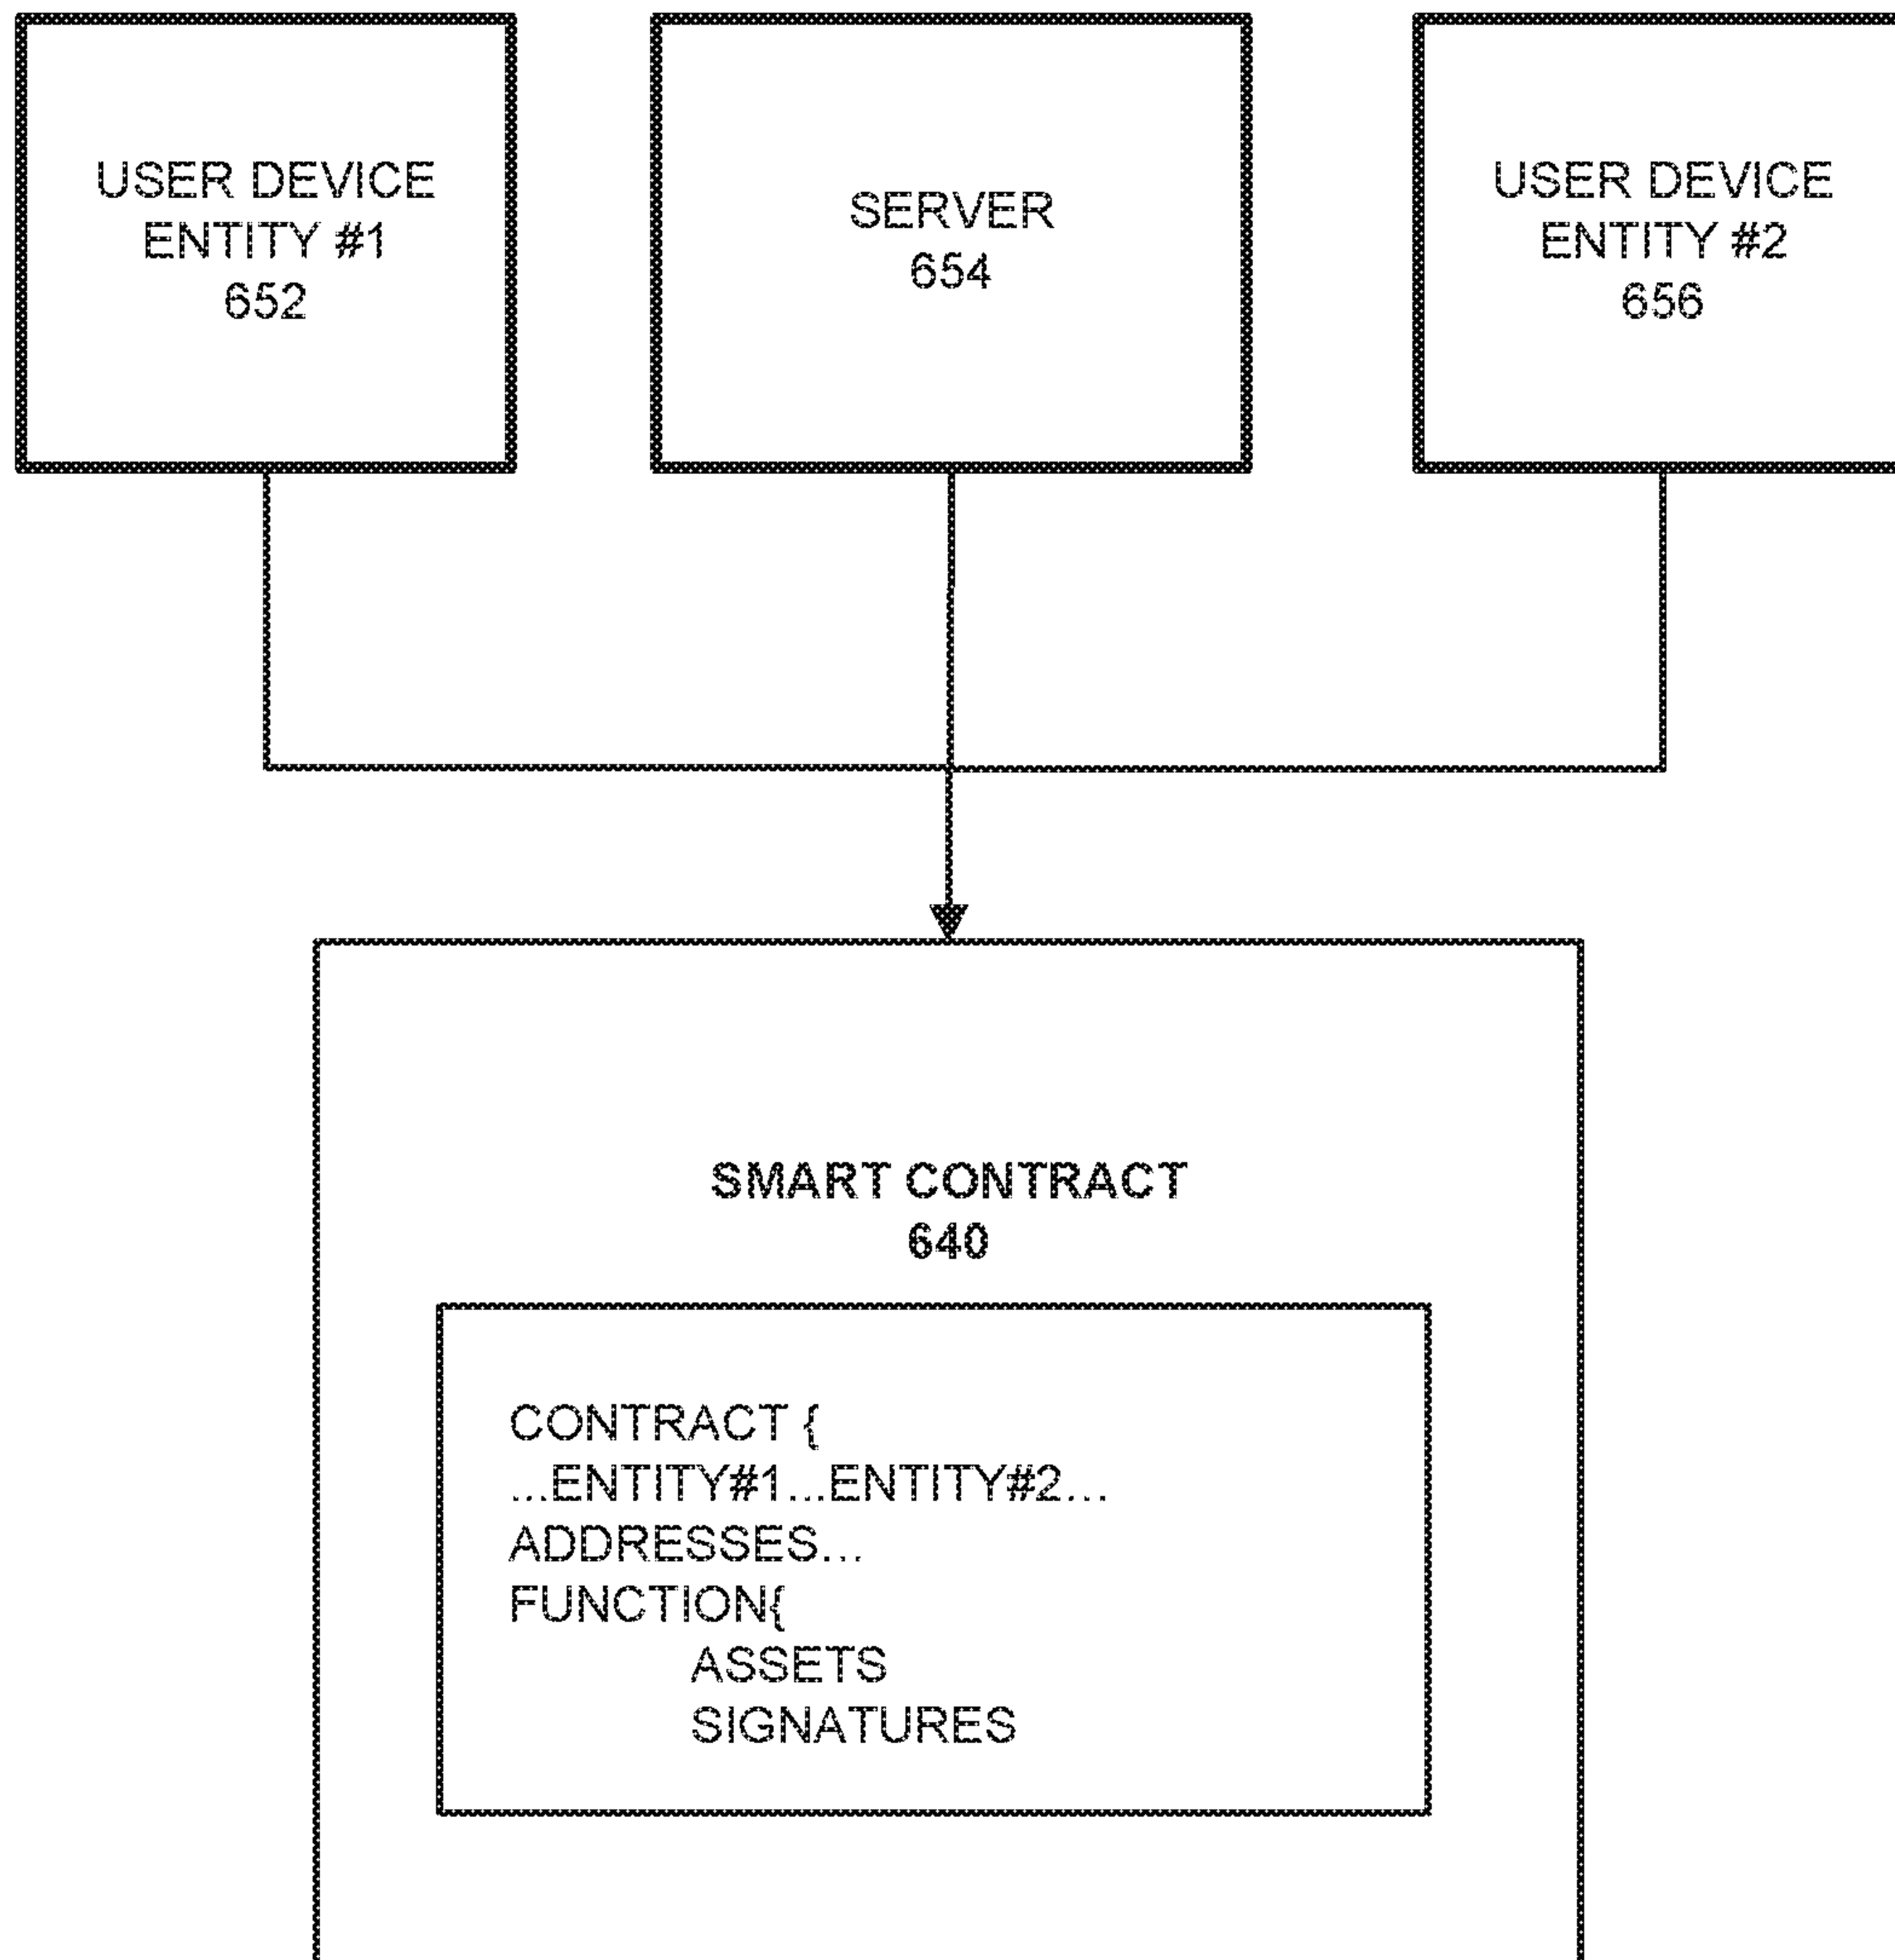 USER DEVICE
ENTITY #1
652
SERVER
654
USER DEVICE
ENTITY #2
656
SMART CONTRACT
640
CONTRACT {
...ENTITY#1...ENTITY#2...
ADDRESSES...
FUNCTION{
ASSETS
SIGNATURES